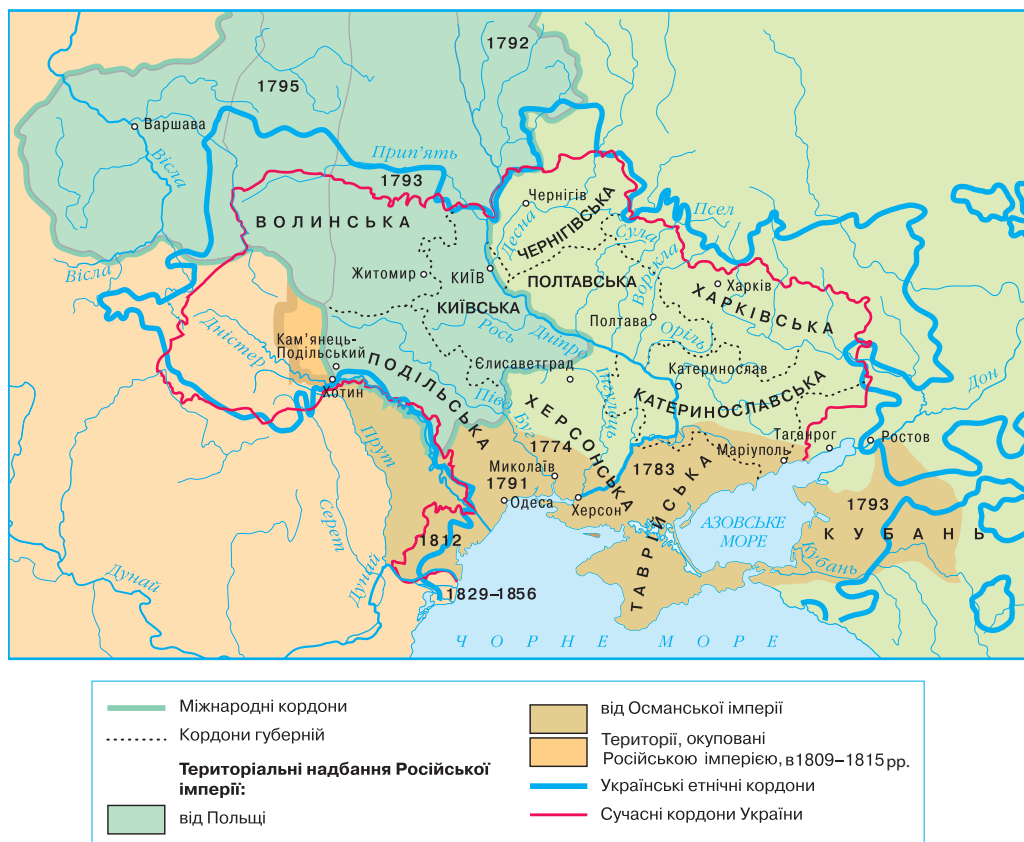 1792
1795
Варшава
Вісла
Прип'ять
1793
Чернігів
ВОЛИНСЬКА
Десна
ЧЕРНІГІВСЬКА
Псел
Сула
Вісла
Житомир
КИЇВ
ПОЛТАВСЬКА
Ворскла
Харків
ХАРКІВСЬКА
КИЇВСЬКА
Дністер
Рось
Дніпро
Полтава
Оріль
Кам'янець-
Подільський
ПОДІЛЬСЬКА
Єлисаветград
Катеринослав
Дон
Хотин
Інгулець
КАТЕРИНОСЛАВСЬКА
Півд.
Буг
ХЕРСОНСЬКА
Прут
Таганрог
Ростов
1774
Маріуполь
Миколаїв
1783
1791
Одеса
Херсон
ТАВРІЙСЬКА
1793
Серет
АЗОВСЬКЕ
МОРЕ
КУБАНЬ
1812
Кубань
Дунай
Дунай
1829–1856
ЧОРНЕ МОРЕ
Міжнародні кордони
Кордони губерній
Територіальні надбання Російської
імперії:
від Польщі
від Османської імперії
Території, окуповані
Російською імперією, в 1809–1815 рр.
Українські етнічні кордони
Сучасні кордони України